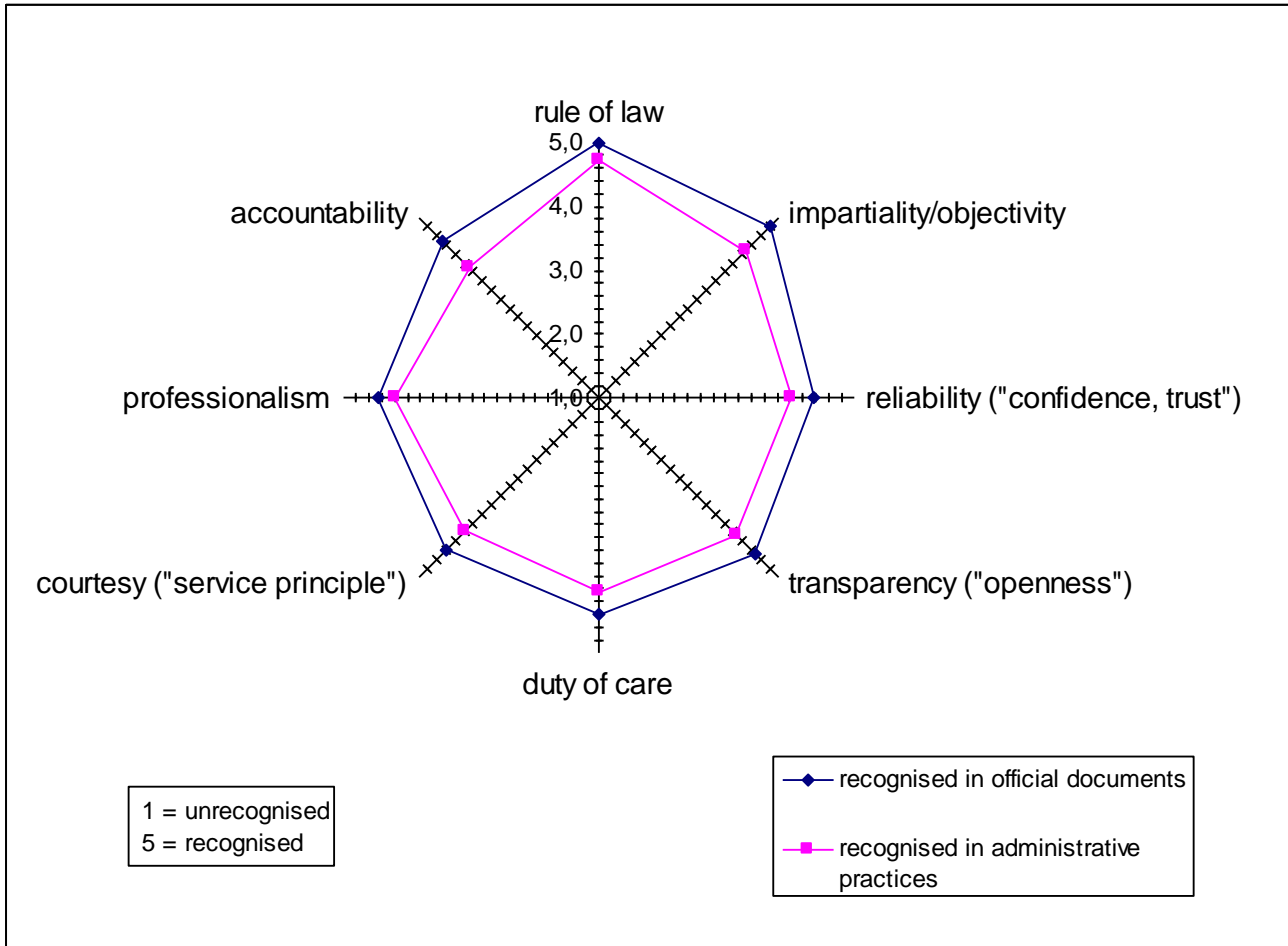 rule of law
5,0
accountability
4,0
impartiality/objectivity
3,0
2,0
professionalism
1,0
reliability ("confidence, trust")
courtesy ("service principle")
transparency ("openness")
duty of care
1 = unrecognised
5 = recognised
recognised in official documents
recognised in administrative
practices